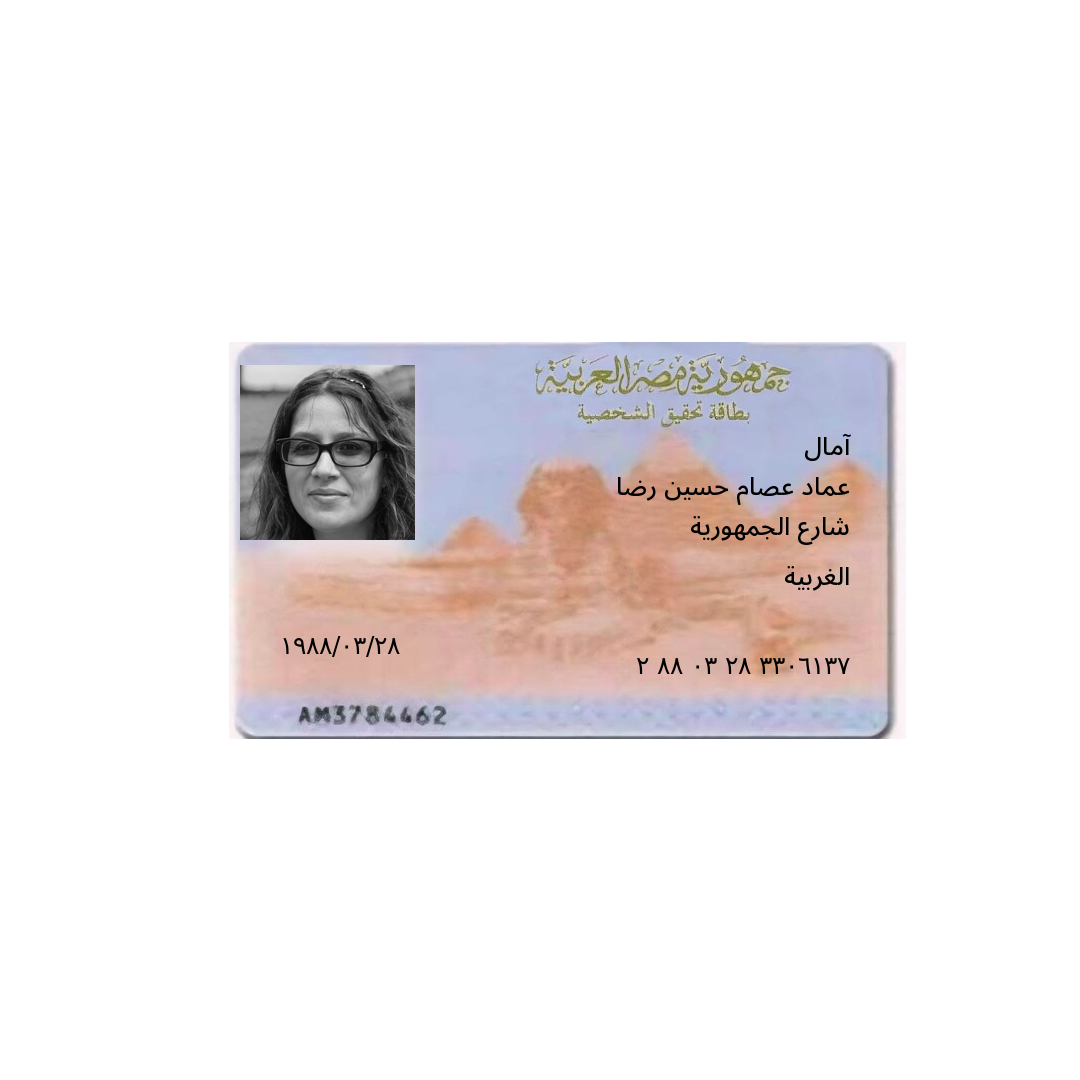 جمهورية مصر العربية
بطاقة تحقيق الشخصية
آمال
عماد عصام حسين رضا
شارع الجمهورية
الغربية
١٩٨٨/٠٣/٢٨
٢ ٨٨ ٠٣ ٢٨ ٣٣٠٦١٣٧
AM3784462